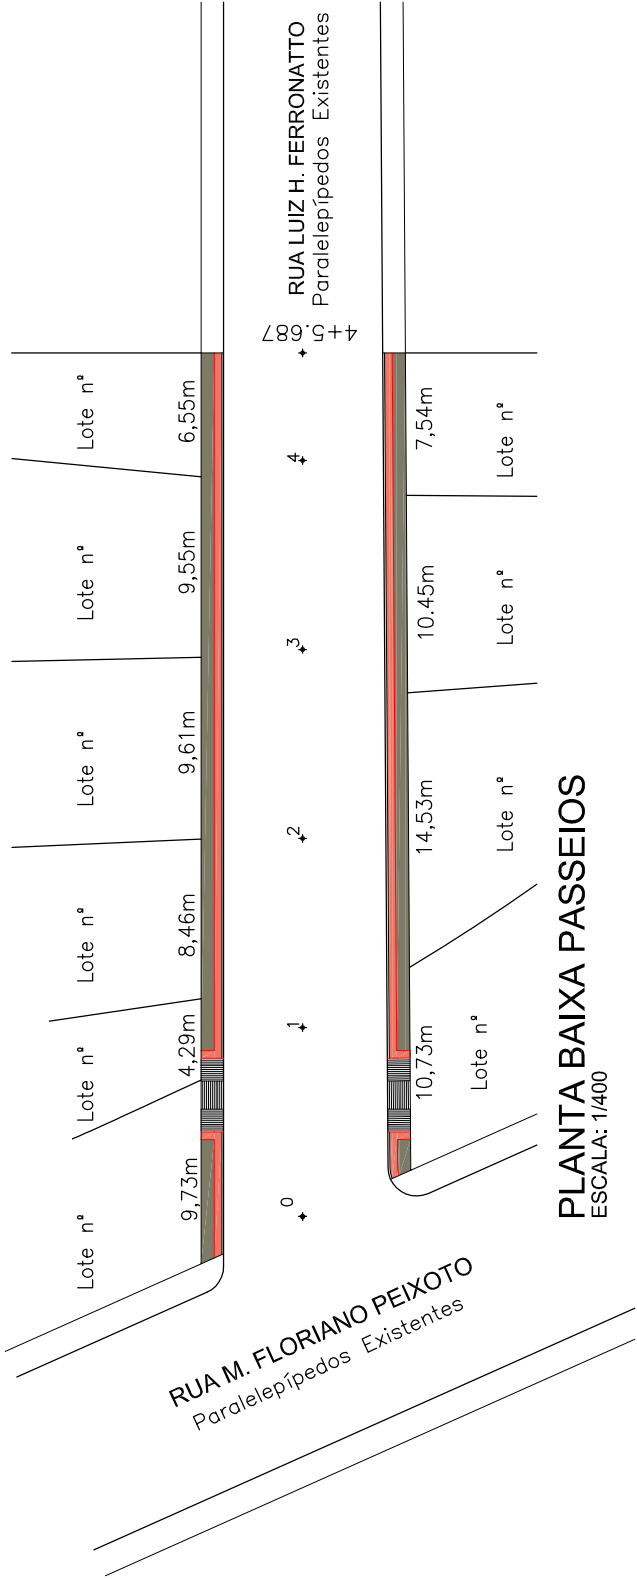 RUA LUIZ H. FERRONATTO
Paralelepípedos Existentes
4+5.687
Lote nº
6,55m
4
7,54m
Lote nº
Lote nº
9,55m
3
10.45m
Lote nº
Lote nº
9,61m
2
14,53m
Lote nº
Lote nº
8,46m
1
10,73m
Lote nº
Lote nº
4,29m
Lote nº
9,73m
0
RUA M. FLORIANO PEIXOTO
Paralelepípedos Existentes
PLANTA BAIXA PASSEIOS
ESCALA: 1/400